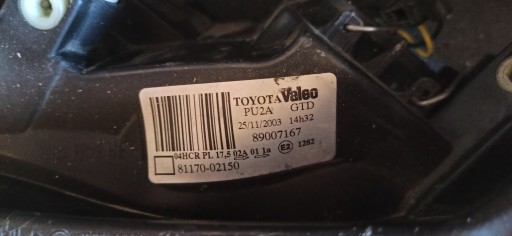 TOYOTA Valeo
PU2A GTD
25/11/2003 14h32
89007167
04HCR PL 17,5 02A 01 1a E2 1282
81170-02150